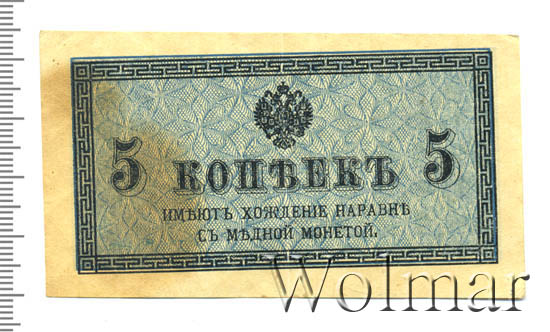 5 КОПѢЕКЪ 5
ИМѢЮТЪ ХОЖДЕНІЕ НАРАВНѢ
СЪ МѢДНОЙ МОНЕТОЙ.
Wolmar